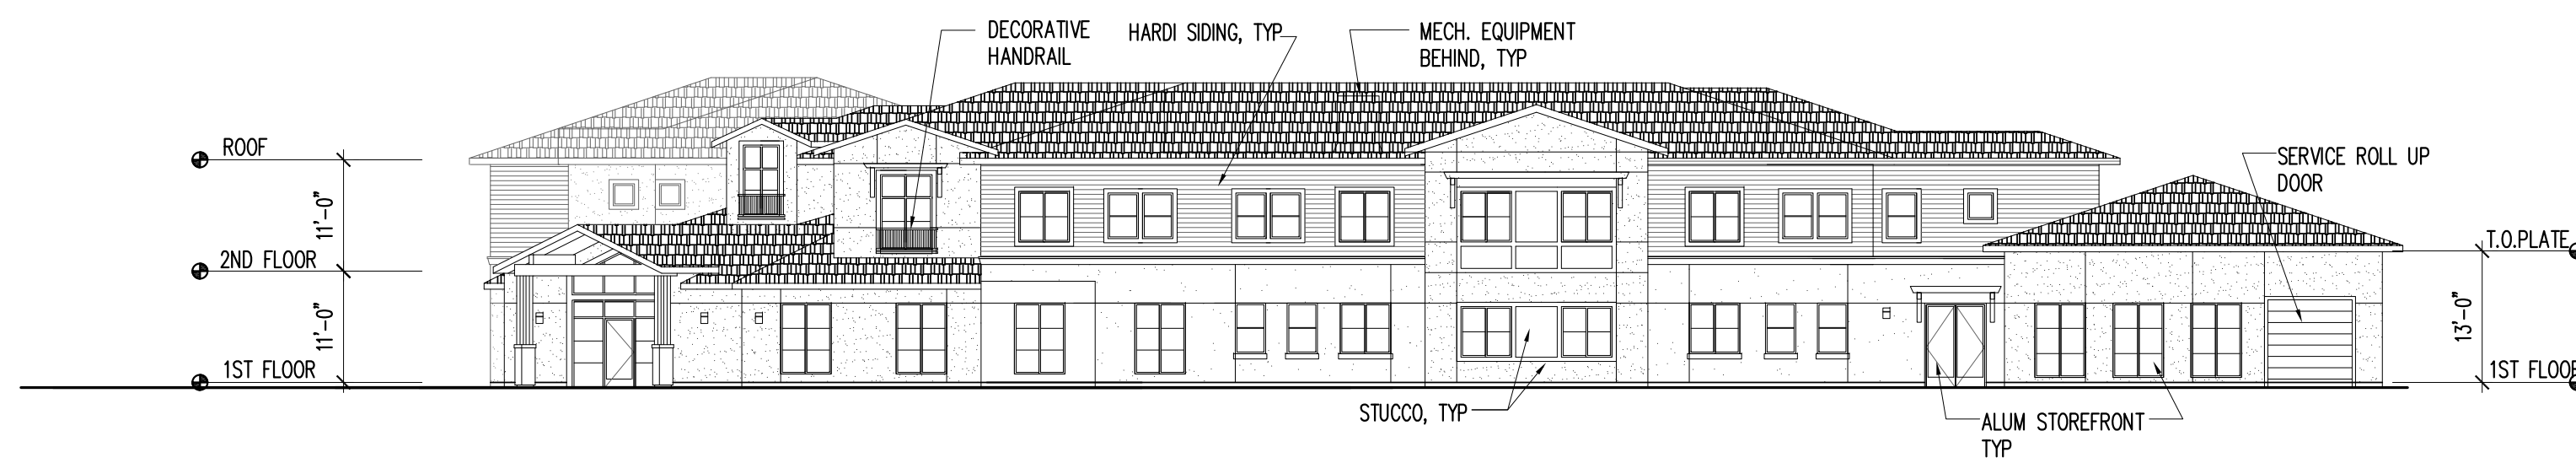 DECORATIVE
HANDRAIL
HARDI SIDING, TYP
MECH. EQUIPMENT
BEHIND, TYP
ROOF
11'-0"
2ND FLOOR
11'-0"
1ST FLOOR
SERVICE ROLL UP
DOOR
T.O.PLATE
13'-0"
1ST FLOOR
STUCCO, TYP
ALUM STOREFRONT
TYP